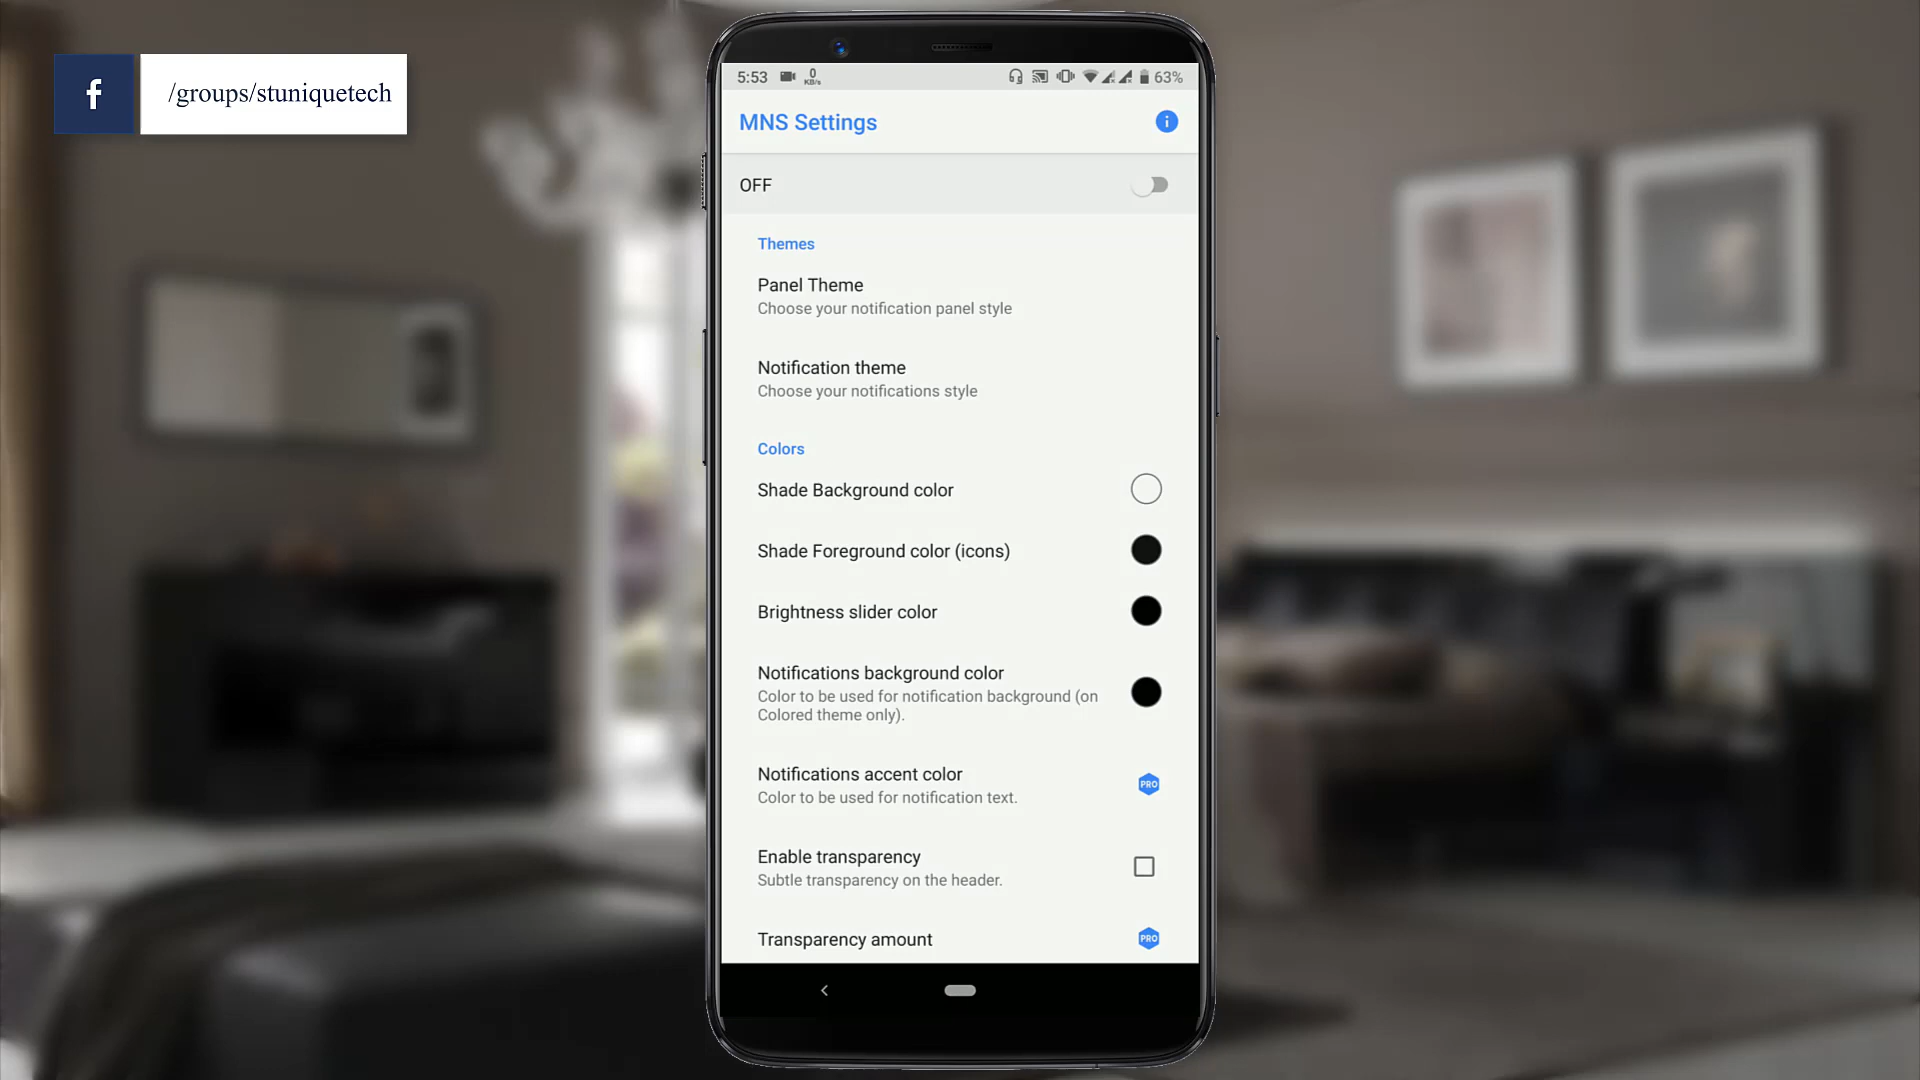 f
/groups/stuniquetech
5:53
0
KB/s
63%
MNS Settings
i
OFF
Themes
Panel Theme
Choose your notification panel style
Notification theme
Choose your notifications style
Colors
Shade Background color
Shade Foreground color (icons)
Brightness slider color
Notifications background color
Color to be used for notification background (on
Colored theme only).
Notifications accent color
PRO
Color to be used for notification text.
Enable transparency
Subtle transparency on the header.
Transparency amount
PRO